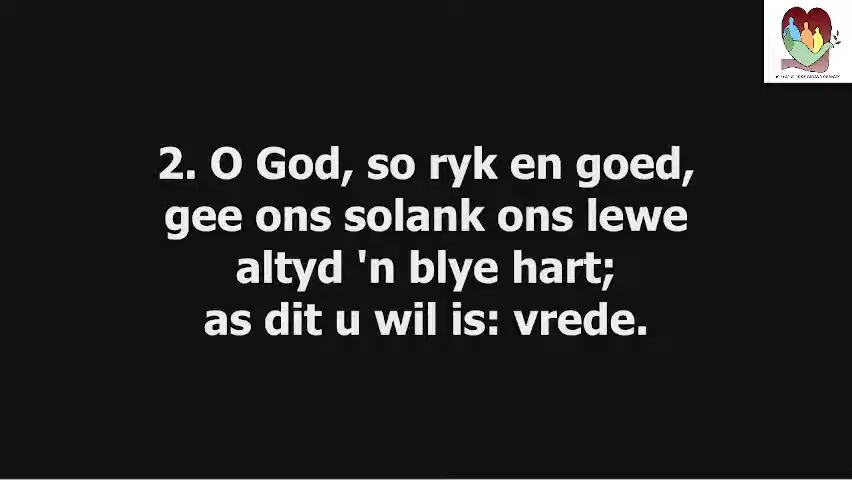 2. O God, so ryk en goed,
gee ons solank ons lewe
altyd 'n blye hart;
as dit u wil is: vrede.